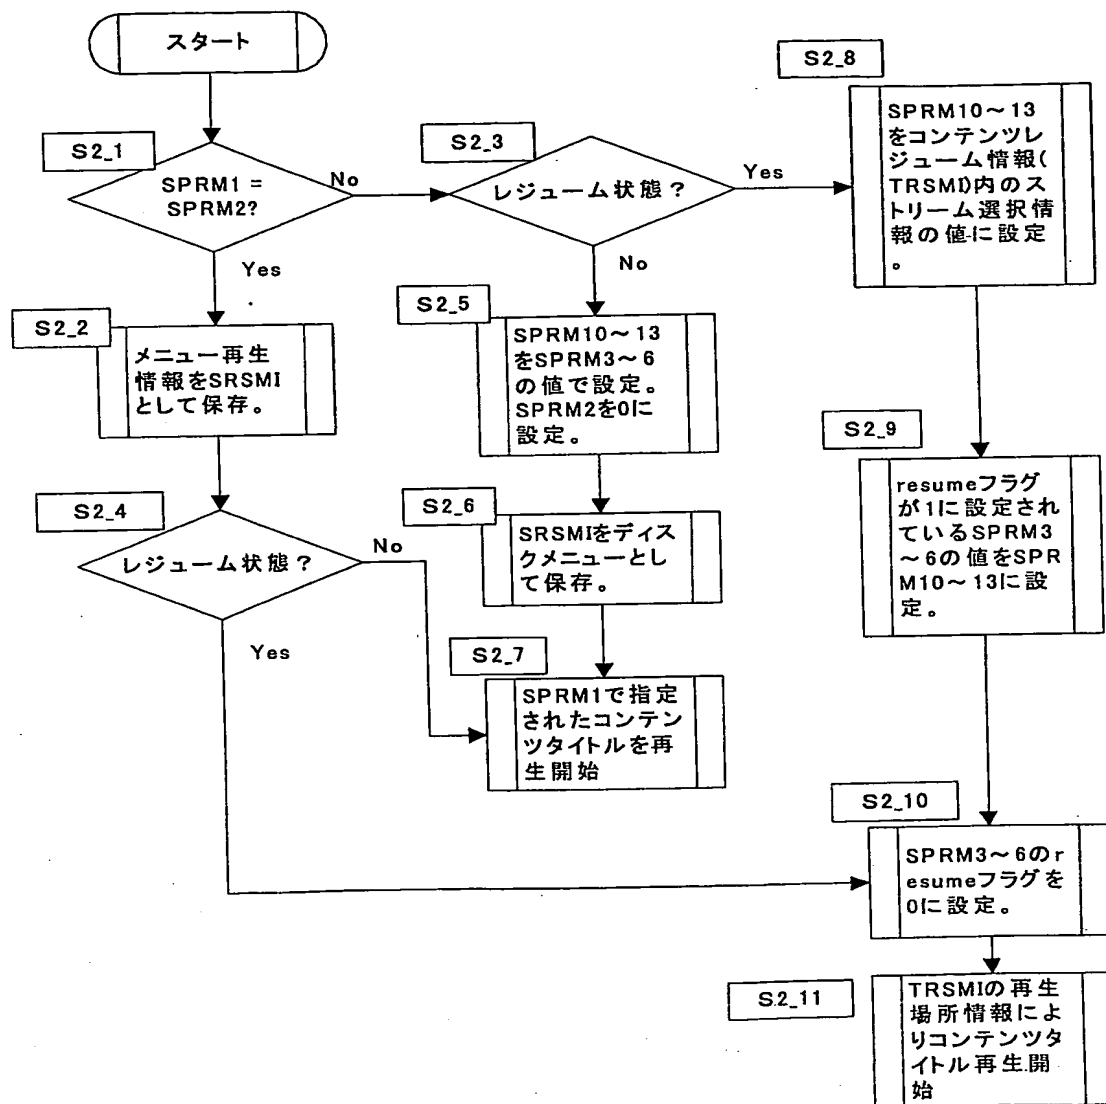 スタート
S2_1
SPRM1 =
SPRM2?
No
Yes
S2_3
レジューム状態?
Yes
No
S2_8
SPRM10~13
をコンテンツレ
ジューム情報(
TRSMI)内のス
トリーム選択情
報の値に設定
。
S2_2
メニュー再生
情報をSRSMI
として保存。
S2_5
SPRM10~13
をSPRM3~6
の値で設定。
SPRM2を0に
設定。
S2_9
resumeフラグ
が1に設定され
ているSPRM3
~6の値をSPR
M10~13に設
定。
S2_4
レジューム状態?
No
Yes
S2_6
SRSMIをディス
クメニューとし
て保存。
S2_7
SPRM1で指定
されたコンテン
ツタイトルを再
生開始
S2_10
SPRM3~6のr
esumeフラグを
0に設定。
S2_11
TRSMIの再生
場所情報によ
りコンテンツタ
イトル再生開
始